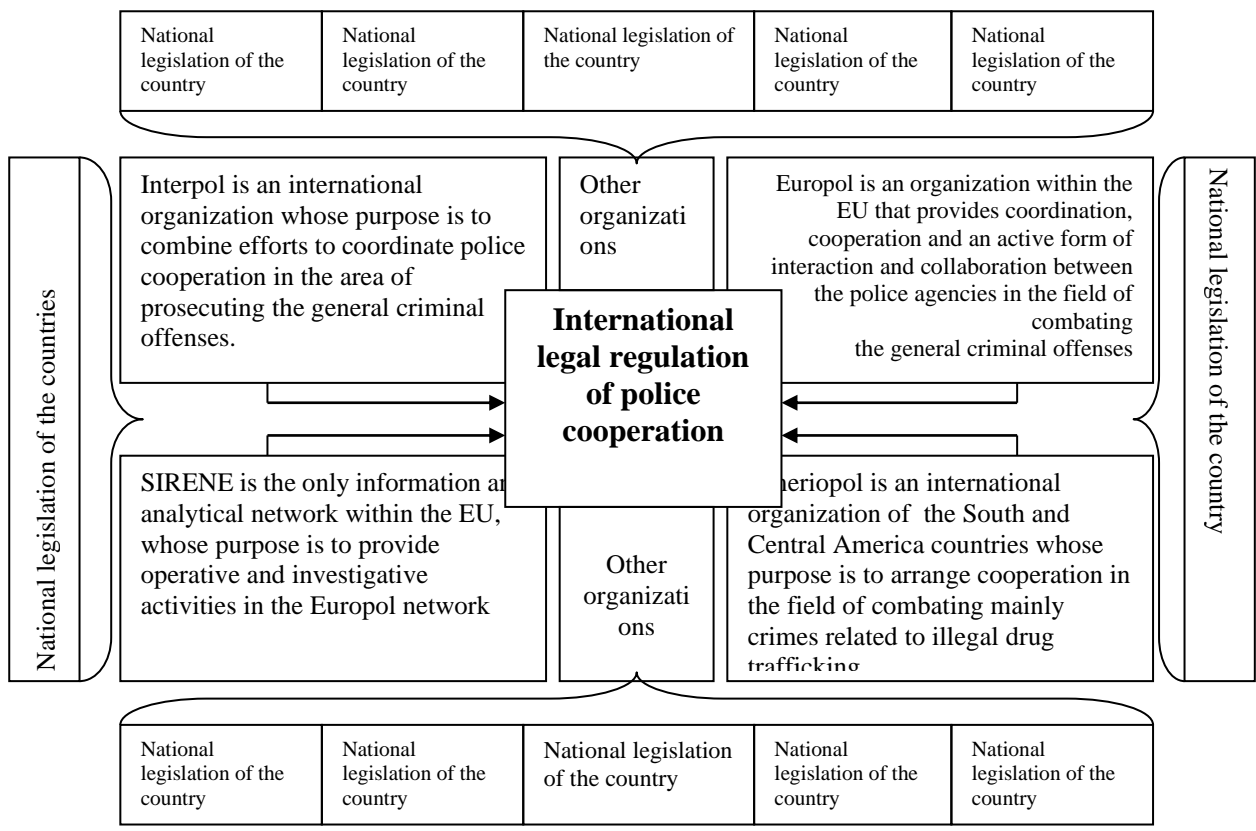 National
legislation of the
country
National
legislation of the
country
National legislation of
the country
National
legislation of the
country
National
legislation of the
country
National legislation of the countries
Interpol is an international
organization whose purpose is to
combine efforts to coordinate police
cooperation in the area of
prosecuting the general criminal
offenses.
Other
organizati
ons
Europol is an organization within the
EU that provides coordination,
cooperation and an active form of
interaction and collaboration between
the police agencies in the field of
combating
the general criminal offenses
National legislation of the country
International
legal regulation
of police
cooperation
SIRENE is the only information
analytical network within the EU,
whose purpose is to provide
operative and investigative
activities in the Europol network
Other
organizati
ons
is an international
organization of the South and
Central America countries whose
purpose is to arrange cooperation in
the field of combating mainly
crimes related to illegal drug
trafficking
National
legislation of the
country
National
legislation of the
country
National legislation
of the country
National
legislation of the
country
National
legislation of the
country